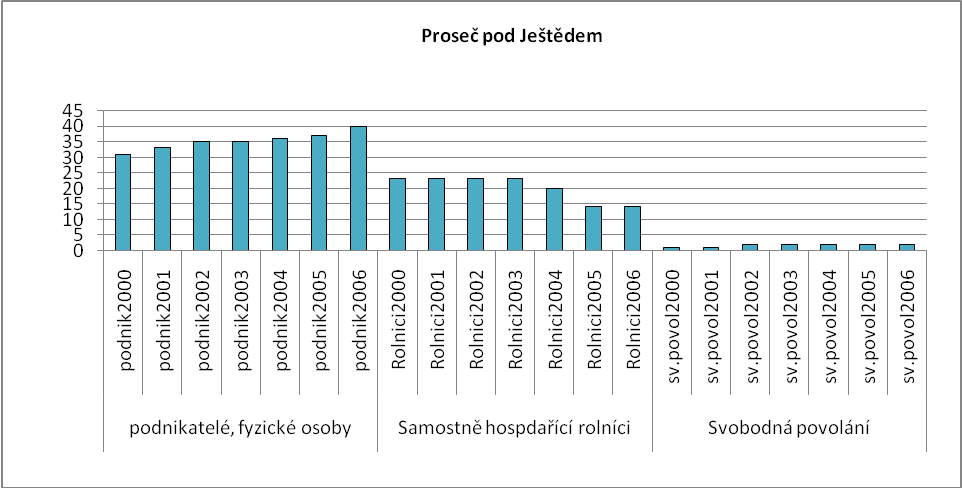 Proseč pod Ještědem
45
40
35
30
25
20
15
10
5
0
podnik2000
podnik2001
podnik2002
podnik2003
podnik2004
podnik2005
podnik2006
Rolnici2000
Rolnici2001
Rolnici2002
Rolnici2003
Rolnici2004
Rolnici2005
Rolnici2006
sv.povol2000
sv.povol2001
sv.povol2002
sv.povol2003
sv.povol2004
sv.povol2005
sv.povol2006
podnikatelé, fyzické osoby
Samostně hospdařící rolníci
Svobodná povolání